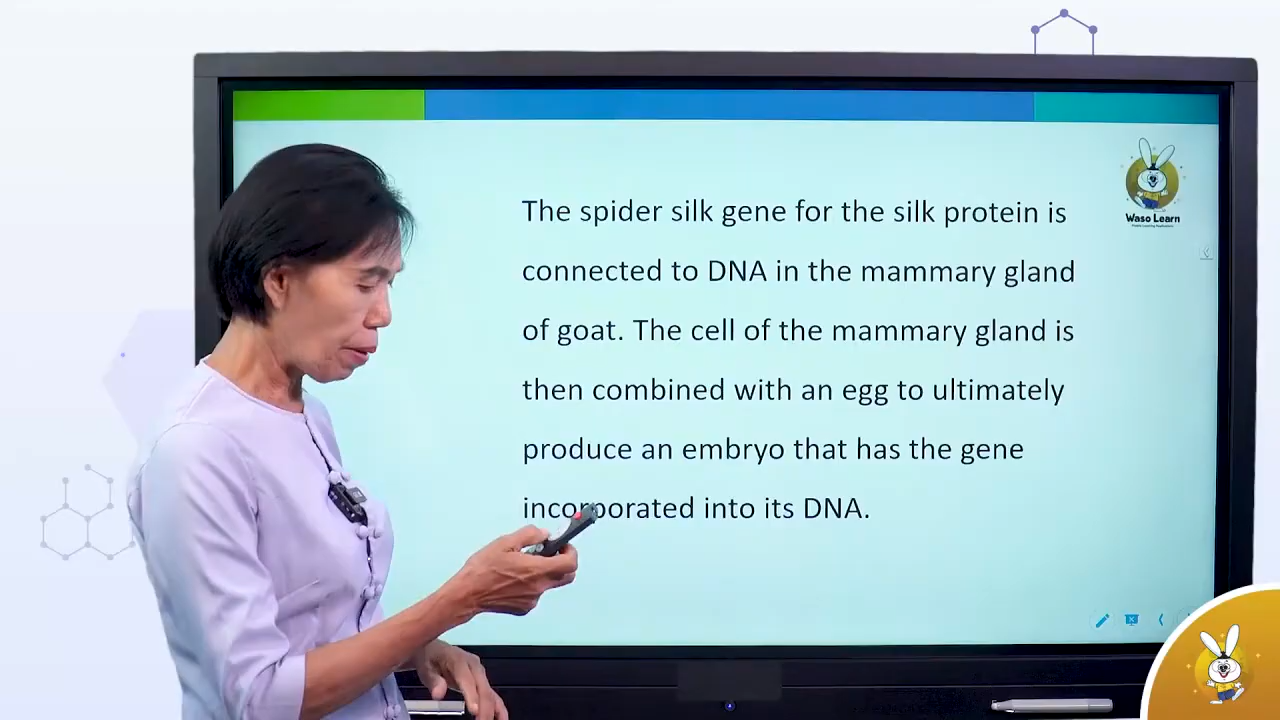 The spider silk gene for the silk protein is
connected to DNA in the mammary gland
of goat. The cell of the mammary gland is
then combined with an egg to ultimately
produce an embryo that has the gene
incorporated into its DNA.
Waso Learn